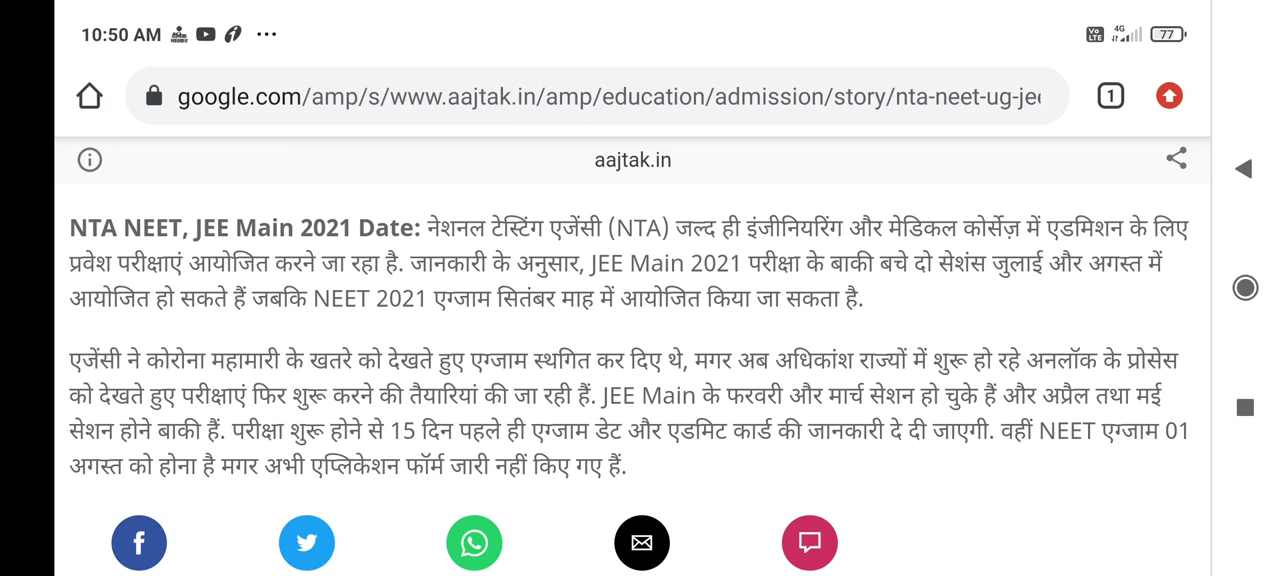 10:50 AM
VoLTE 4G 77
google.com/amp/s/www.aajtak.in/amp/education/admission/story/nta-neet-ug-jee
1
aajtak.in
NTA NEET, JEE Main 2021 Date: नेशनल टेस्टिंग एजेंसी (NTA) जल्द ही इंजीनियरिंग और मेडिकल कोर्सेज़ में एडमिशन के लिए
प्रवेश परीक्षाएं आयोजित करने जा रहा है. जानकारी के अनुसार, JEE Main 2021 परीक्षा के बाकी बचे दो सेशंस जुलाई और अगस्त में
आयोजित हो सकते हैं जबकि NEET 2021 एग्जाम सितंबर माह में आयोजित किया जा सकता है.
एजेंसी ने कोरोना महामारी के खतरे को देखते हुए एग्जाम स्थगित कर दिए थे, मगर अब अधिकांश राज्यों में शुरू हो रहे अनलॉक के प्रोसेस
को देखते हुए परीक्षाएं फिर शुरू करने की तैयारियां की जा रही हैं. JEE Main के फरवरी और मार्च सेशन हो चुके हैं और अप्रैल तथा मई
सेशन होने बाकी हैं. परीक्षा शुरू होने से 15 दिन पहले ही एग्जाम डेट और एडमिट कार्ड की जानकारी दे दी जाएगी. वहीं NEET एग्जाम 01
अगस्त को होना है मगर अभी एप्लिकेशन फॉर्म जारी नहीं किए गए हैं.